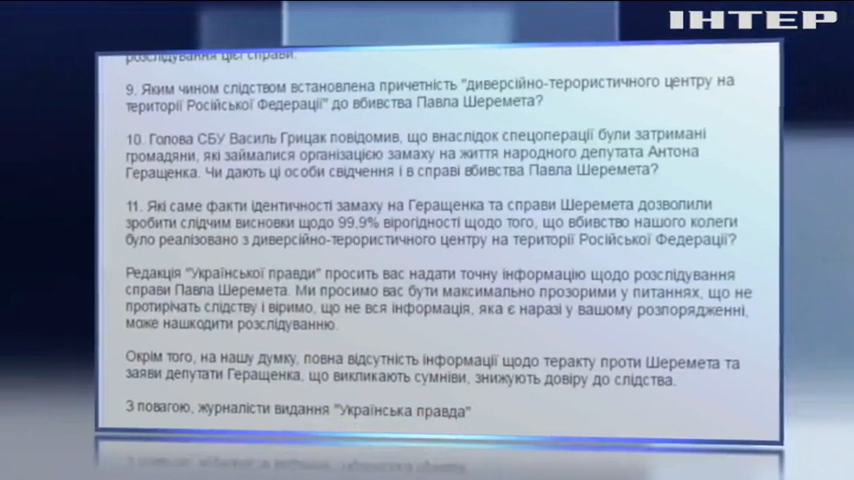 ІНТЕР
розслідування цієї справи.
9. Яким чином слідством встановлена причетність "диверсійно-терористичного центру на
території Російської Федерації" до вбивства Павла Шеремета?
10. Голова СБУ Василь Грицак повідомив, що внаслідок спецоперації були затримані
громадяни, які займалися організацією замаху на життя народного депутата Антона
Геращенка. Чи дають ці особи свідчення і в справі вбивства Павла Шеремета?
11. Які саме факти ідентичності замаху на Геращенка та справи Шеремета дозволили
зробити слідчим висновки щодо 99,9% вірогідності щодо того, що вбивство нашого колеги
було реалізовано з диверсійно-терористичного центру на території Російської Федерації?
Редакція "Української правди" просить вас надати точну інформацію щодо розслідування
справи Павла Шеремета. Ми просимо вас бути максимально прозорими у питаннях, що не
протирічать слідству і віримо, що не вся інформація, яка є наразі у вашому розпорядженні,
може нашкодити розслідуванню.
Окрім того, на нашу думку, повна відсутність інформації щодо теракту проти Шеремета та
заяви депутати Геращенка, що викликають сумніви, знижують довіру до слідства.
З повагою, журналісти видання "Українська правда"